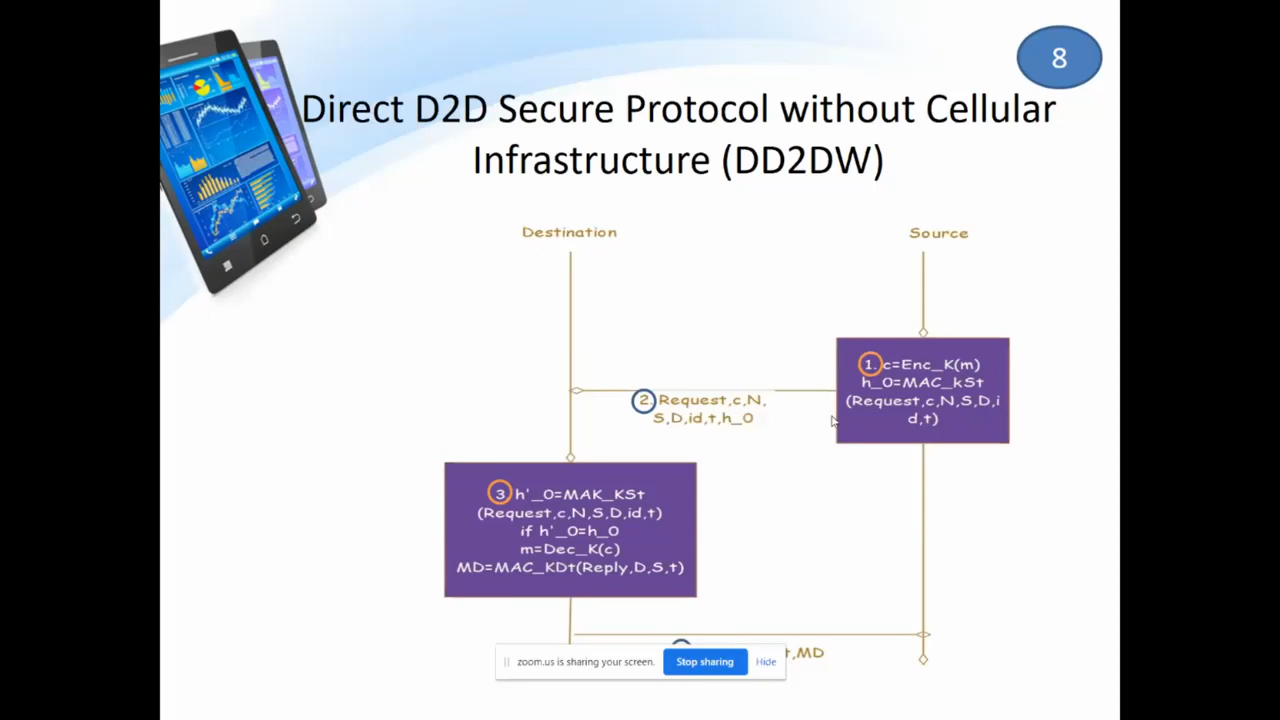 8
Direct D2D Secure Protocol without Cellular
Infrastructure (DD2DW)
Destination
Source
1. c=Enc_K(m)
h_0=MAC_kSt
(Request,c,N,S,D,i
d,t)
2. Request,c,N,
S,D,id,t,h_0
3 h'_0=MAK_KSt
(Request,c,N,S,D,id,t)
if h'_0=h_0
m=Dec_K(c)
MD=MAC_KDt(Reply,D,S,t)
t,MD
zoom.us is sharing your screen.
Stop sharing
Hide